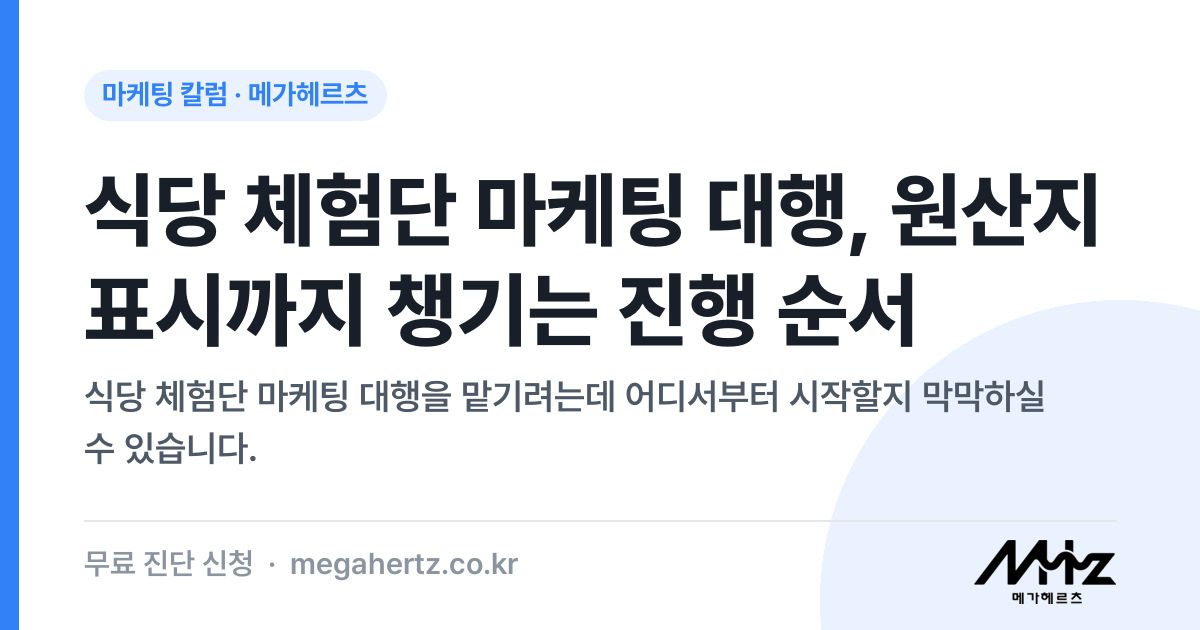 마케팅 칼럼 · 메가헤르츠
식당 체험단 마케팅 대행, 원산지
표시까지 챙기는 진행 순서
식당 체험단 마케팅 대행을 맡기려는데 어디서부터 시작할지 막막하실
수 있습니다.
무료 진단 신청 · megahertz.co.kr
MHz
메가헤르츠